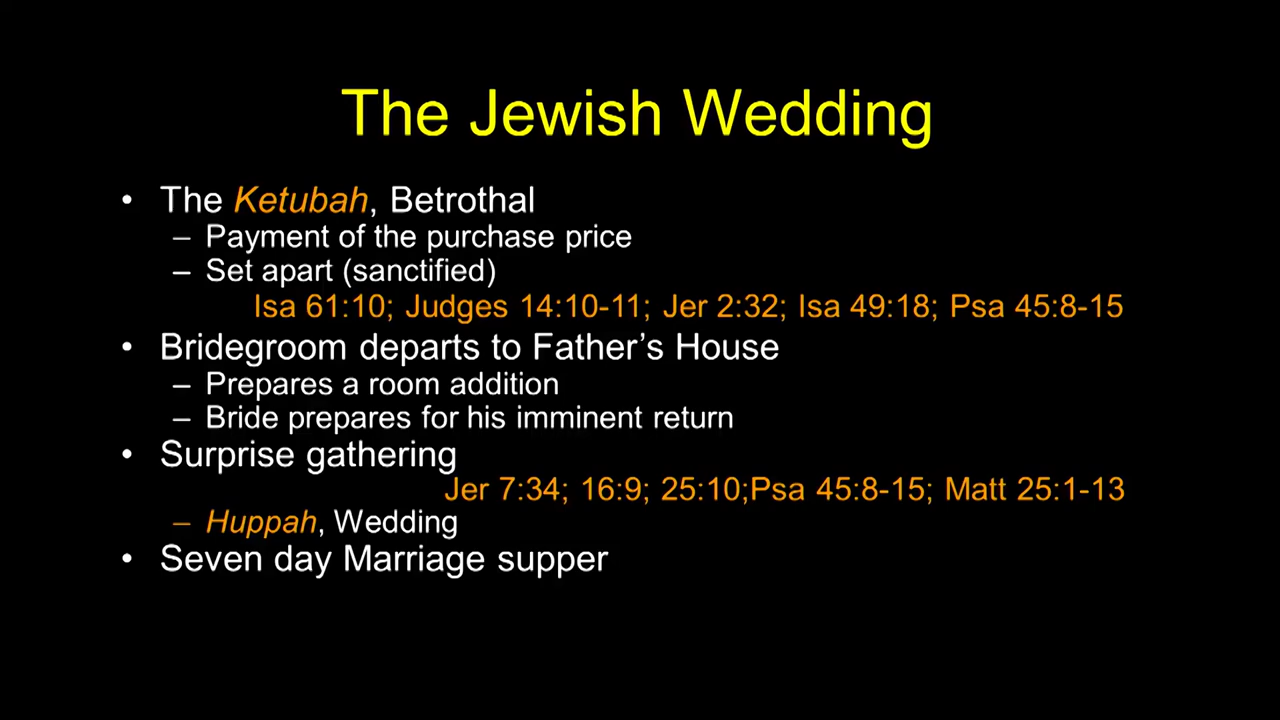 The Jewish Wedding
• The Ketubah, Betrothal
– Payment of the purchase price
– Set apart (sanctified)
Isa 61:10; Judges 14:10-11; Jer 2:32; Isa 49:18; Psa 45:8-15
• Bridegroom departs to Father’s House
– Prepares a room addition
– Bride prepares for his imminent return
• Surprise gathering
Jer 7:34; 16:9; 25:10;Psa 45:8-15; Matt 25:1-13
– Huppah, Wedding
• Seven day Marriage supper